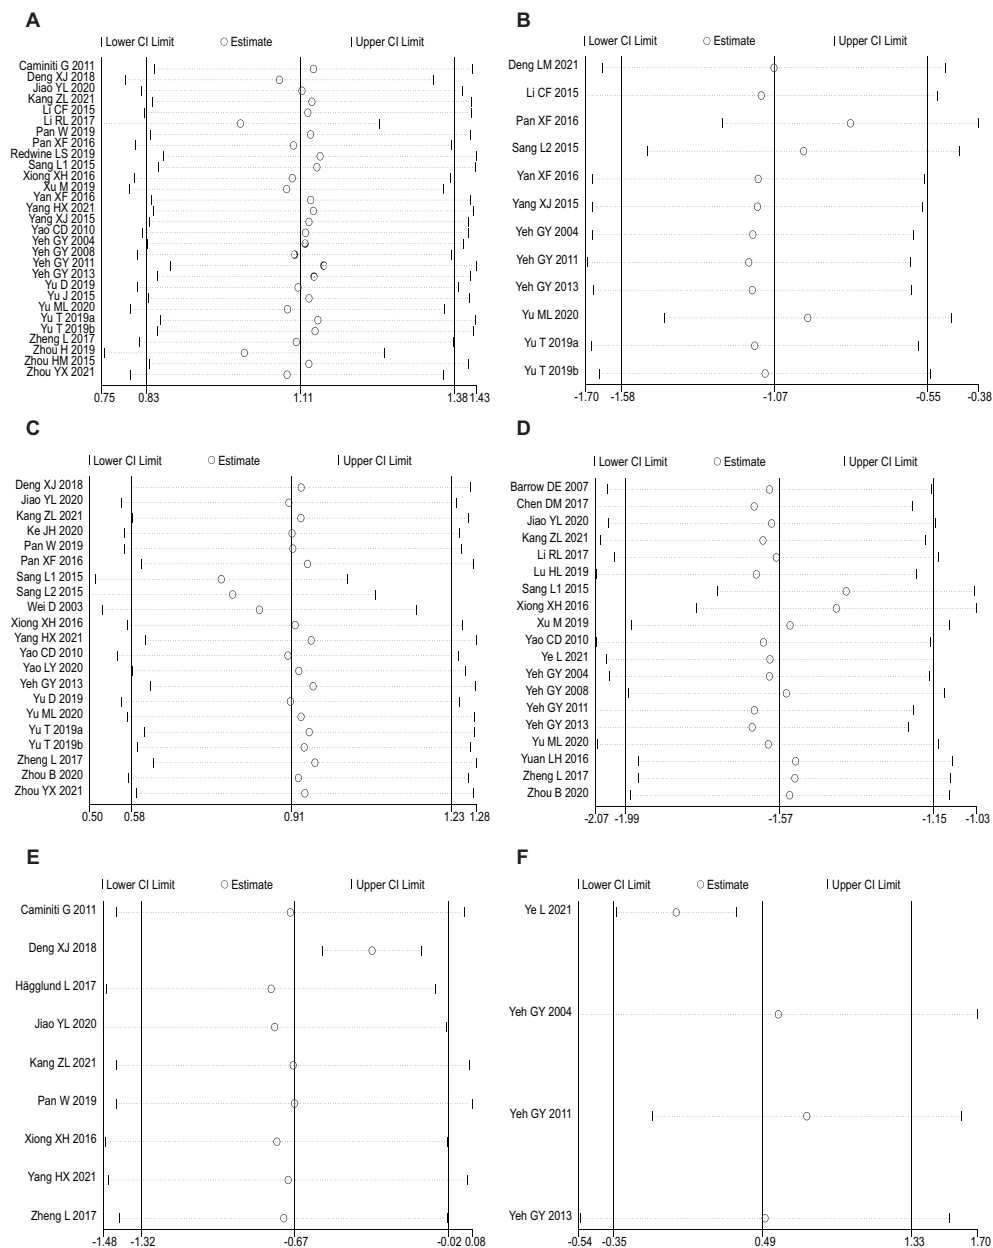 A
Lower CI Limit Estimate Upper CI Limit
Caminiti G 2011
Deng XJ 2018
Jiao YL 2020
Kang ZL 2021
Li CF 2015
Li RL 2017
Pan W 2019
Pan XF 2016
Redwine LS 2019
Sang L1 2015
Xiong XH 2016
Xu M 2019
Yan XF 2016
Yang HX 2021
Yang XJ 2015
Yao CD 2010
Yeh GY 2004
Yeh GY 2008
Yeh GY 2011
Yeh GY 2013
Yu D 2019
Yu J 2015
Yu ML 2020
Yu T 2019a
Yu T 2019b
Zheng L 2017
Zhou H 2019
Zhou HM 2015
Zhou YX 2021
0.75 0.83 1.11 1.38 1.43
B
Lower CI Limit Estimate Upper CI Limit
Deng LM 2021
Li CF 2015
Pan XF 2016
Sang L2 2015
Yan XF 2016
Yang XJ 2015
Yeh GY 2004
Yeh GY 2011
Yeh GY 2013
Yu ML 2020
Yu T 2019a
Yu T 2019b
-1.70 -1.58 -1.07 -0.55 -0.38
C
Lower CI Limit Estimate Upper CI Limit
Deng XJ 2018
Jiao YL 2020
Kang ZL 2021
Ke JH 2020
Pan W 2019
Pan XF 2016
Sang L1 2015
Sang L2 2015
Wei D 2003
Xiong XH 2016
Yang HX 2021
Yao CD 2010
Yao LY 2020
Yeh GY 2013
Yu D 2019
Yu ML 2020
Yu T 2019a
Yu T 2019b
Zheng L 2017
Zhou B 2020
Zhou YX 2021
0.50 0.58 0.91 1.23 1.28
D
Lower CI Limit Estimate Upper CI Limit
Barrow DE 2007
Chen DM 2017
Jiao YL 2020
Kang ZL 2021
Li RL 2017
Lu HL 2019
Sang L1 2015
Xiong XH 2016
Xu M 2019
Yao CD 2010
Ye L 2021
Yeh GY 2004
Yeh GY 2008
Yeh GY 2011
Yeh GY 2013
Yu ML 2020
Yuan LH 2016
Zheng L 2017
Zhou B 2020
-2.07 -1.99 -1.57 -1.15 -1.03
E
Lower CI Limit Estimate Upper CI Limit
Caminiti G 2011
Deng XJ 2018
Hägglund L 2017
Jiao YL 2020
Kang ZL 2021
Pan W 2019
Xiong XH 2016
Yang HX 2021
Zheng L 2017
-1.48 -1.32 -0.67 -0.02 0.08
F
Lower CI Limit Estimate Upper CI Limit
Ye L 2021
Yeh GY 2004
Yeh GY 2011
Yeh GY 2013
-0.54 -0.35 0.49 1.33 1.70